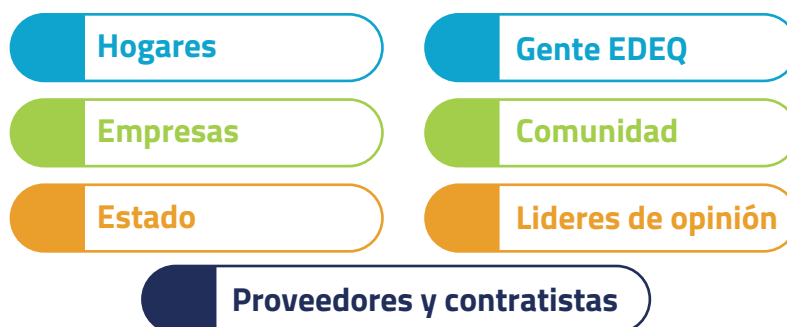 Hogares
Gente EDEQ
Empresas
Comunidad
Estado
Lideres de opinión
Proveedores y contratistas